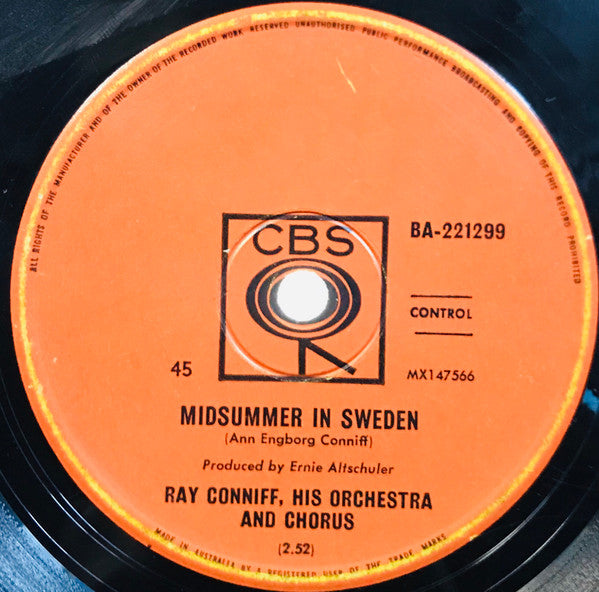 ALL RIGHTS OF THE MANUFACTURER AND OF THE OWNER OF THE RECORDED WORK RESERVED UNAUTHORISED PUBLIC PERFORMANCE BROADCASTING AND COPYING OF THIS RECORD PROHIBITED
CBS
BA-221299
CONTROL
45
MX147566
MIDSUMMER IN SWEDEN
(Ann Engborg Conniff)
Produced by Ernie Altschuler
RAY CONNIFF, HIS ORCHESTRA
AND CHORUS
(2.52)
MADE IN AUSTRALIA BY A REGISTERED USER OF THE TRADE MARKS